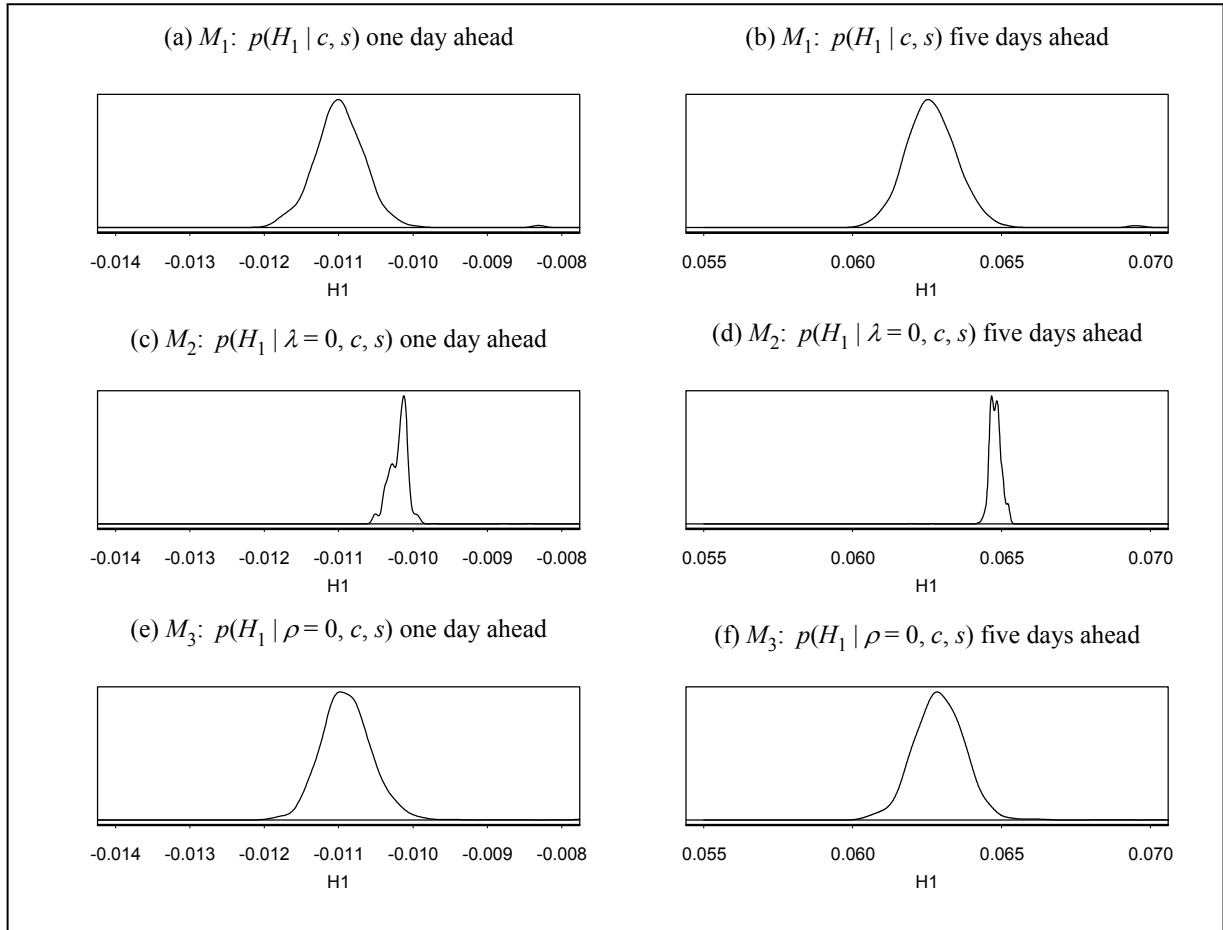 (a) M₁: p(H₁ | c, s) one day ahead
(b) M₁: p(H₁ | c, s) five days ahead
-0.014 -0.013 -0.012 -0.011 -0.010 -0.009 -0.008
H1
0.055 0.060 0.065 0.070
H1
(c) M₂: p(H₁ | λ = 0, c, s) one day ahead
(d) M₂: p(H₁ | λ = 0, c, s) five days ahead
-0.014 -0.013 -0.012 -0.011 -0.010 -0.009 -0.008
H1
0.055 0.060 0.065 0.070
H1
(e) M₃: p(H₁ | ρ = 0, c, s) one day ahead
(f) M₃: p(H₁ | ρ = 0, c, s) five days ahead
-0.014 -0.013 -0.012 -0.011 -0.010 -0.009 -0.008
H1
0.055 0.060 0.065 0.070
H1